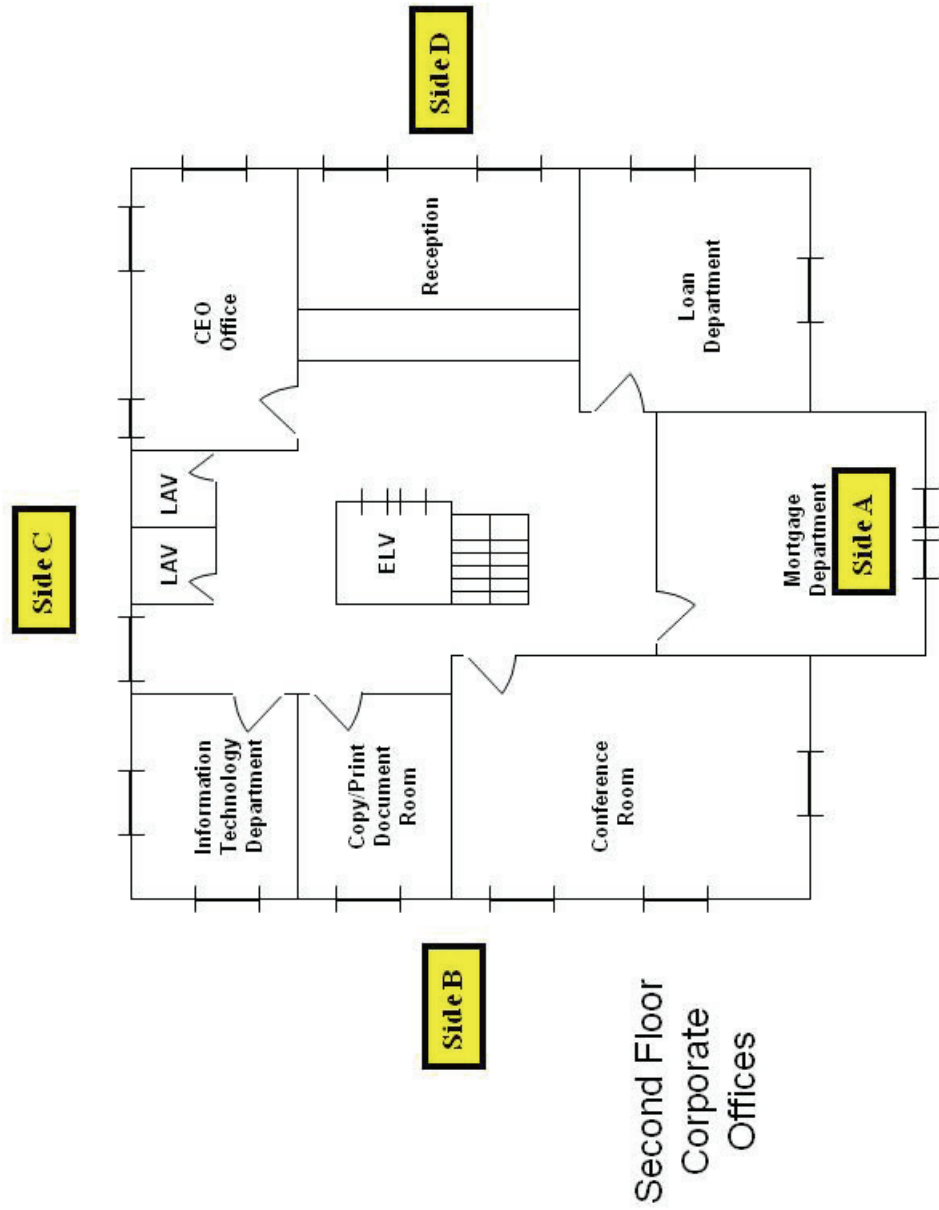 Side C
LAV
LAV
CEO
Office
Information
Technology
Department
Copy/Print
Document
Room
ELV
Reception
Side B
Side D
Conference
Room
Mortgage
Department
Side A
Loan
Department
Second Floor
Corporate
Offices